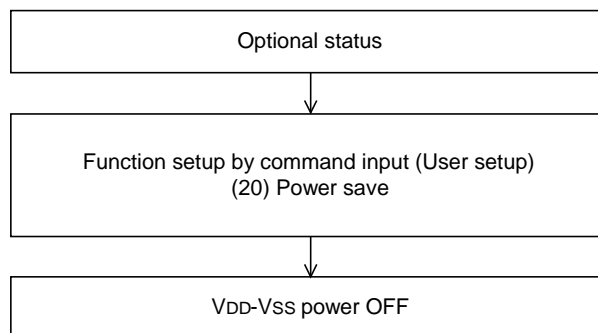 Optional status
Function setup by command input (User setup)
(20) Power save
VDD-VSS power OFF